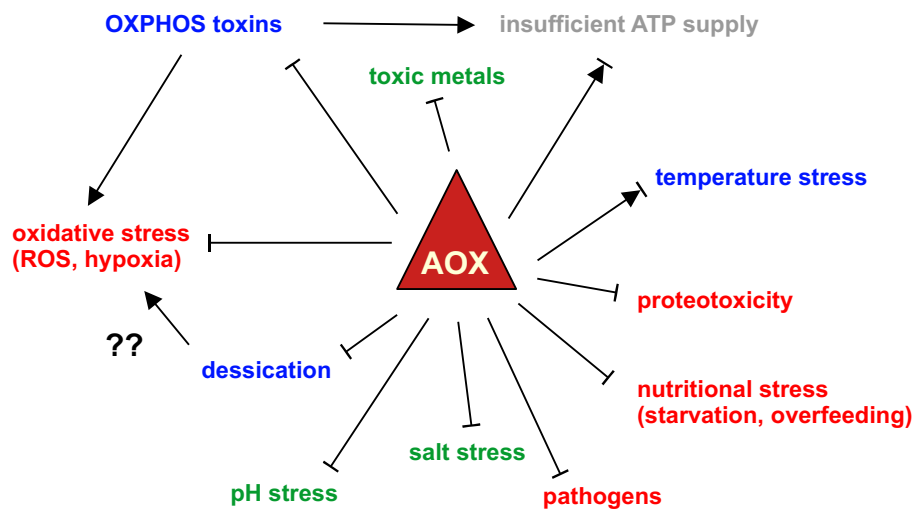 OXPHOS toxins
insufficient ATP supply
toxic metals
temperature stress
oxidative stress
(ROS, hypoxia)
AOX
proteotoxicity
??
dessication
nutritional stress
(starvation, overfeeding)
salt stress
pH stress
pathogens